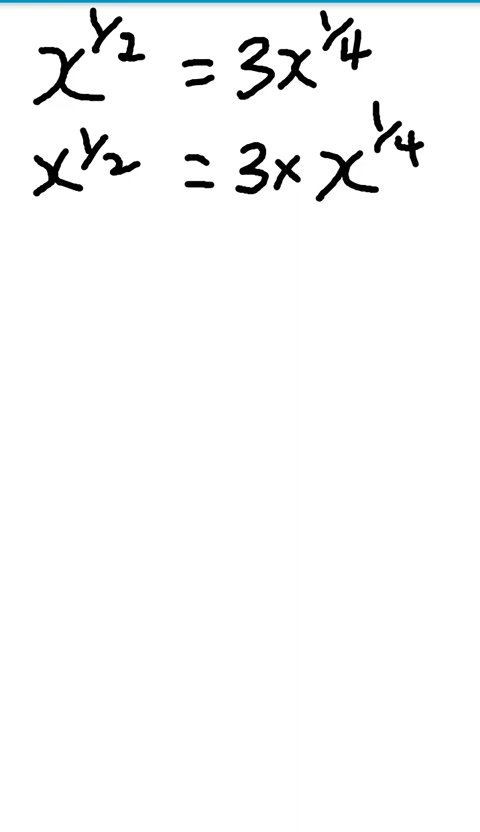 x^{1/2} = 3x^{1/4}
x^{1/2} = 3 × x^{1/4}